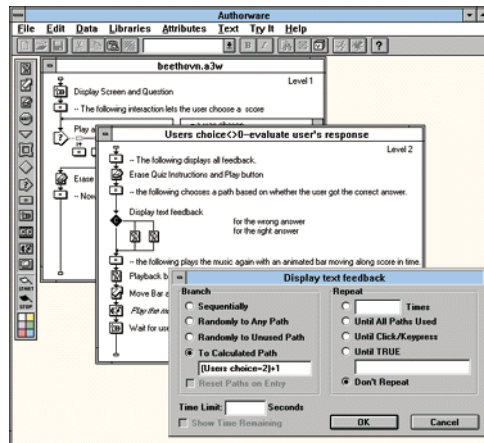 Authorware
File Edit Data Libraries Attributes Text Try It Help
beethovn.a3w
Level 1
Display Screen and Question
-- The following interaction lets the user choose a score
Play a
Erase
-- Now
START
STOP
Users choice<>0--evaluate user's response
Level 2
-- The following displays all feedback.
Erase Quiz Instructions and Play button
-- the following chooses a path based on whether the user got the correct answer.
Display text feedback
for the wrong answer
for the right answer
-- the following plays the music again with an animated bar moving along score in time.
Playback b
Move Bar a
Play the mu
Wait for use
Display text feedback
Branch
Sequentially
Randomly to Any Path
Randomly to Unused Path
To Calculated Path
(Users choice=2)+1
Reset Paths on Entry
Repeat
Times
Until All Paths Used
Until Click/Keypress
Until TRUE
Don't Repeat
Time Limit: Seconds
Show Time Remaining
OK Cancel